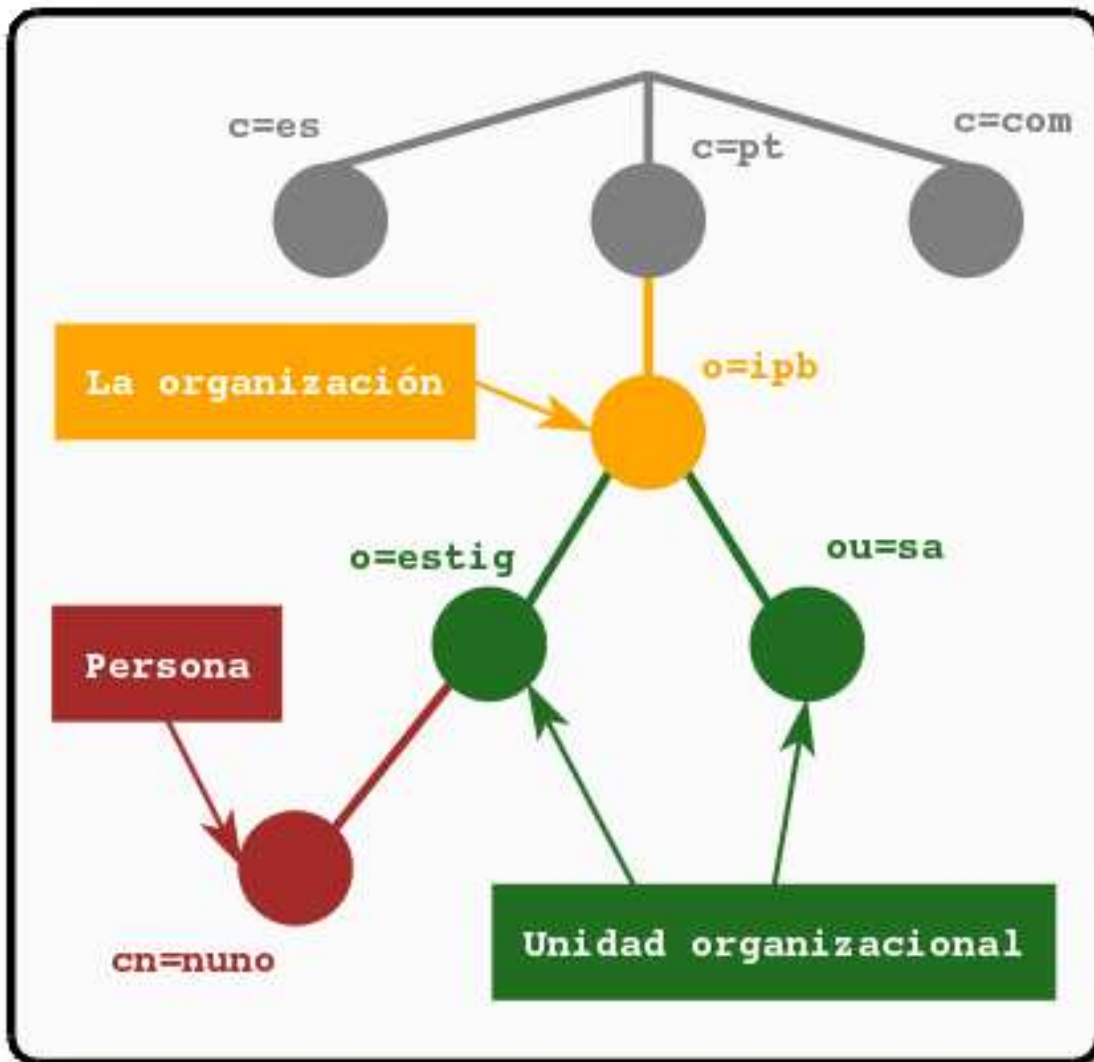 c=es
c=pt
c=com
La organización
o=ipb
o=estig
ou=sa
Persona
cn=nuno
Unidad organizacional